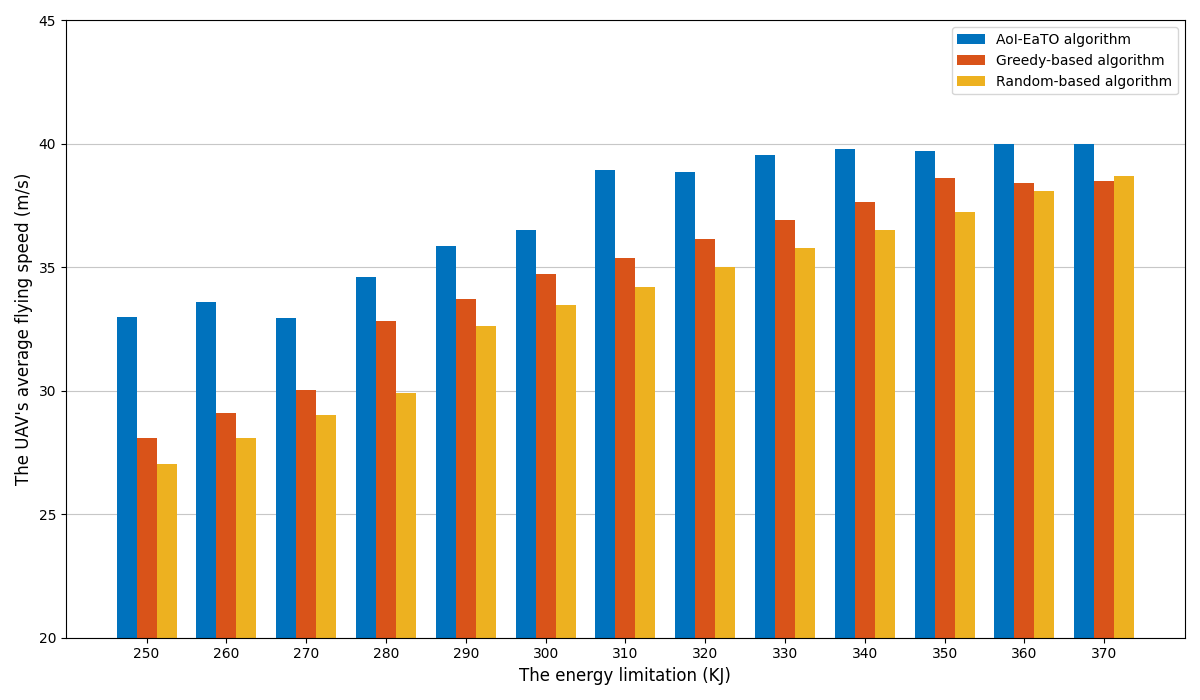 AoI-EaTO algorithm
Greedy-based algorithm
Random-based algorithm
The UAV's average flying speed (m/s)
45
40
35
30
25
20
250 260 270 280 290 300 310 320 330 340 350 360 370
The energy limitation (KJ)